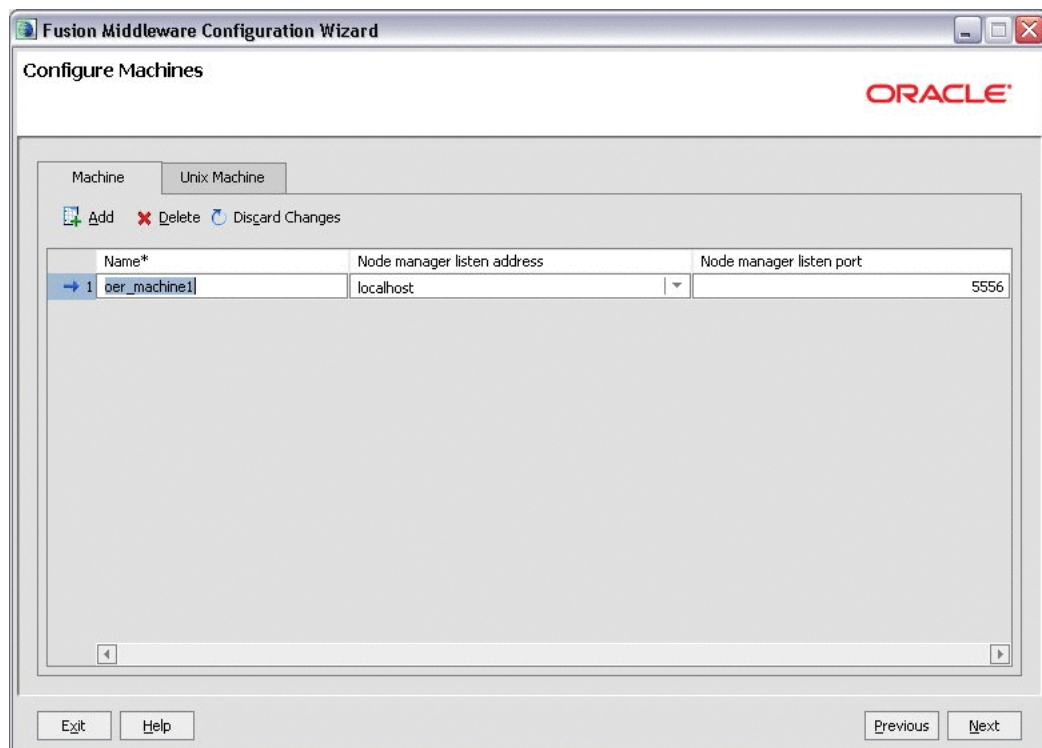 Fusion Middleware Configuration Wizard
Configure Machines
ORACLE
Machine Unix Machine
Add Delete Discard Changes
Name* Node manager listen address Node manager listen port
1 oer_machine1 localhost 5556
Exit Help Previous Next